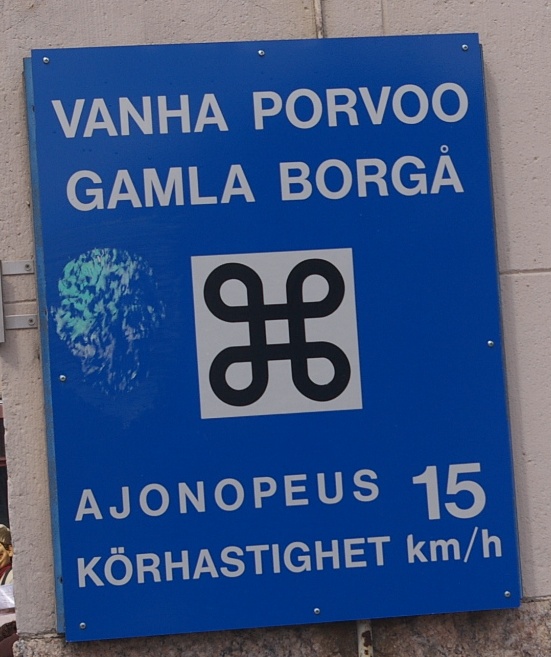 VANHA PORVOO
GAMLA BORGÅ
AJONOPEUS 15
KÖRHASTIGHET km/h